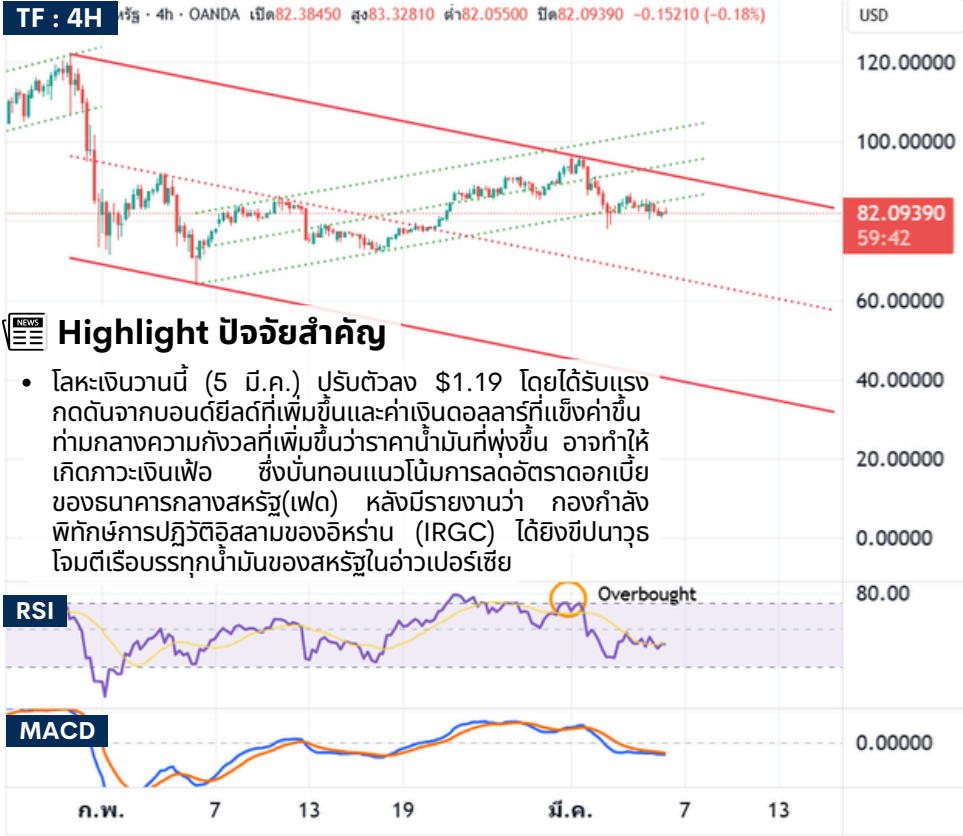 TF : 4H หรัฐ · 4h · OANDA เปิด82.38450 สูง83.32810 ต่ำ82.05500 ปิด82.09390 −0.15210 (−0.18%)
USD
120.00000
100.00000
82.09390
59:42
60.00000
40.00000
20.00000
0.00000
NEWS
Highlight ปัจจัยสำคัญ
• โลหะเงินวานนี้ (5 มี.ค.) ปรับตัวลง $1.19 โดยได้รับแรง
กดดันจากบอนด์ยีลด์ที่เพิ่มขึ้นและค่าเงินดอลลาร์ที่แข็งค่าขึ้น
ท่ามกลางความกังวลที่เพิ่มขึ้นว่าราคาน้ำมันที่พุ่งขึ้น อาจทำให้
เกิดภาวะเงินเฟ้อ ซึ่งบั่นทอนแนวโน้มการลดอัตราดอกเบี้ย
ของธนาคารกลางสหรัฐ(เฟด) หลังมีรายงานว่า กองกำลัง
พิทักษ์การปฏิวัติอิสลามของอิหร่าน (IRGC) ได้ยิงขีปนาวุธ
โจมตีเรือบรรทุกน้ำมันของสหรัฐในอ่าวเปอร์เซีย
RSI
Overbought
80.00
MACD
0.00000
ก.พ. 7 13 19 มี.ค. 7 13